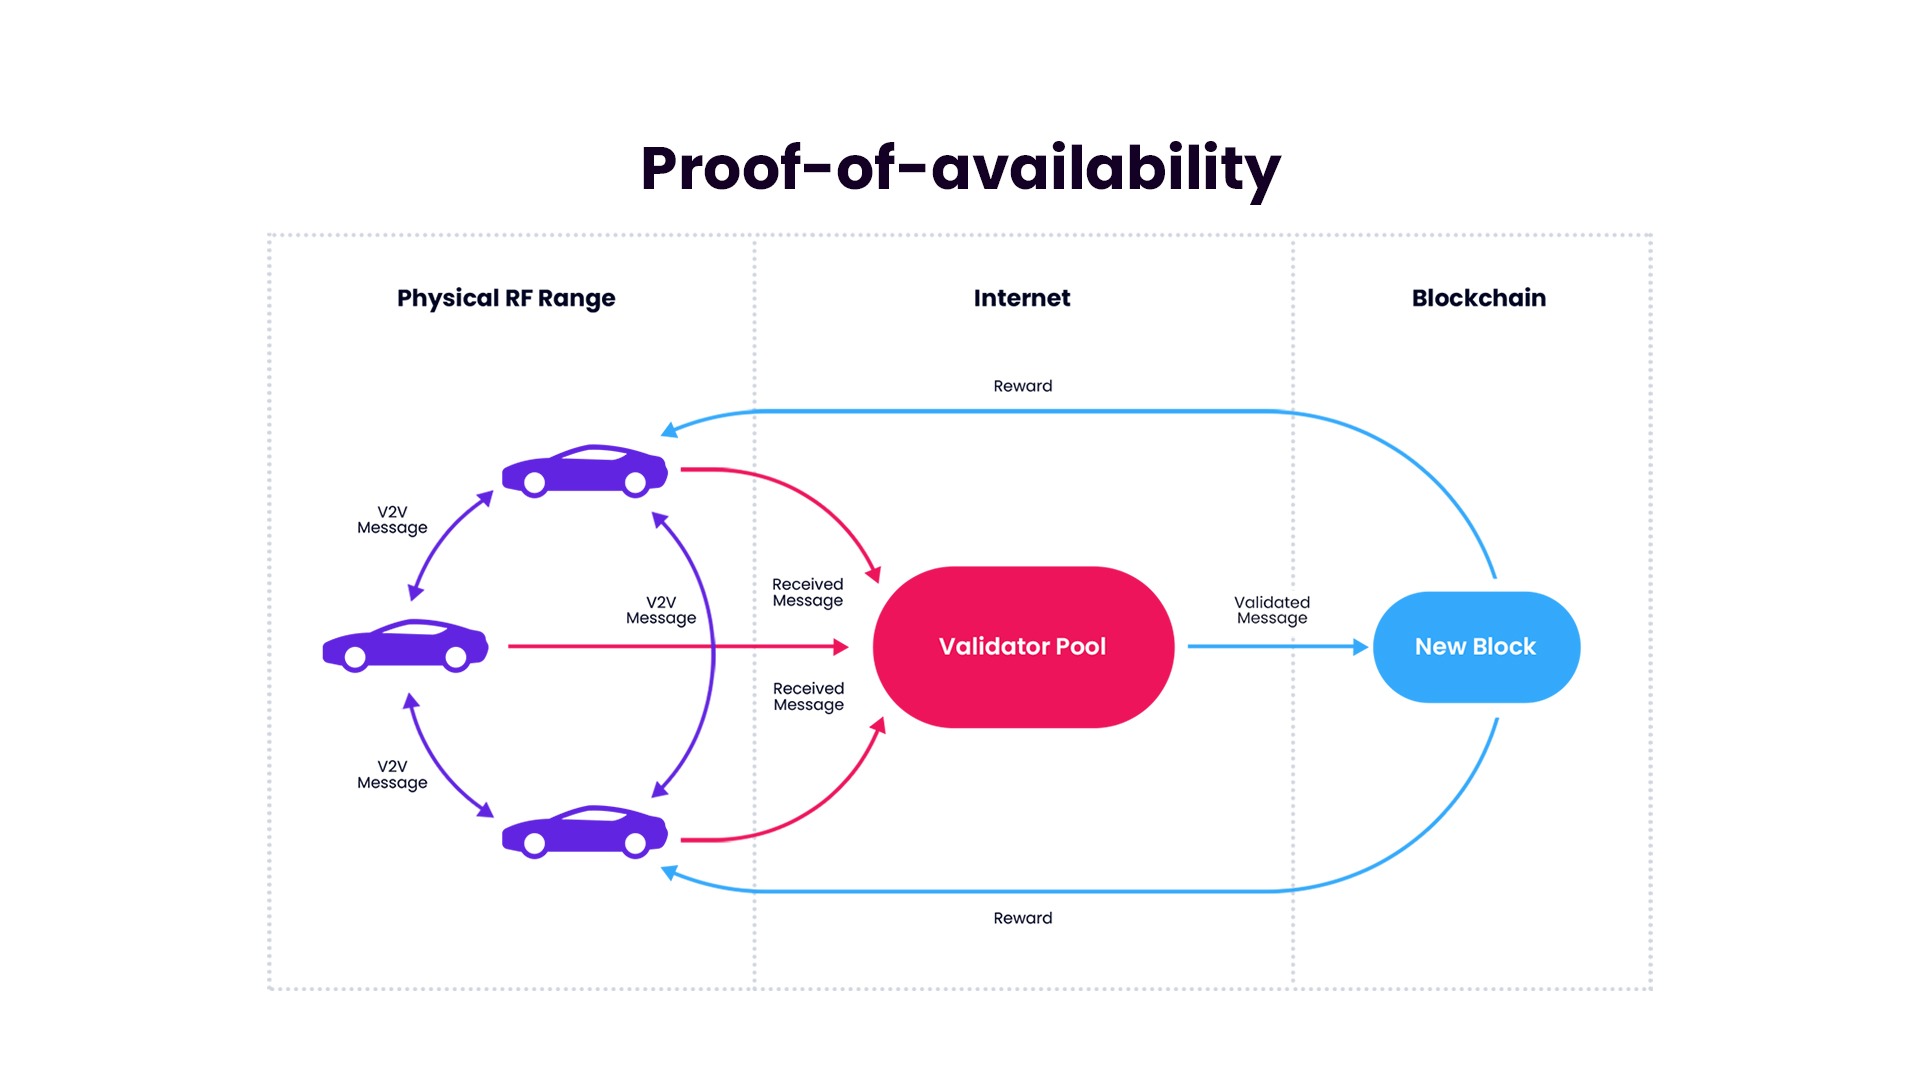 Proof-of-availability
Physical RF Range
Internet
Blockchain
Reward
V2V
Message
V2V
Message
Received
Message
Validated
Message
Validator Pool
New Block
Received
Message
V2V
Message
Reward